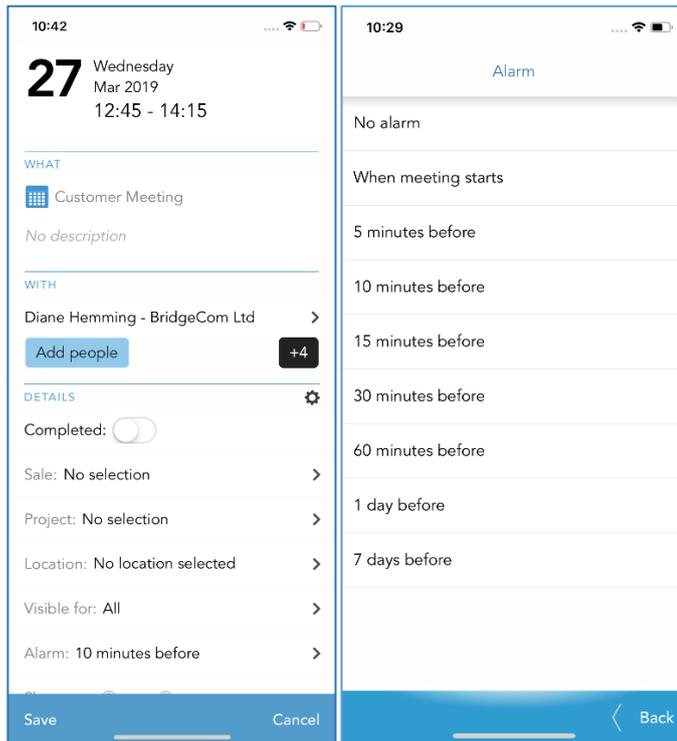 10:42
27
Wednesday
Mar 2019
12:45 - 14:15
WHAT
Customer Meeting
No description
WITH
Diane Hemming - BridgeCom Ltd
Add people
+4
DETAILS
Completed:
Sale: No selection
Project: No selection
Location: No location selected
Visible for: All
Alarm: 10 minutes before
Save
Cancel
10:29
Alarm
No alarm
When meeting starts
5 minutes before
10 minutes before
15 minutes before
30 minutes before
60 minutes before
1 day before
7 days before
Back